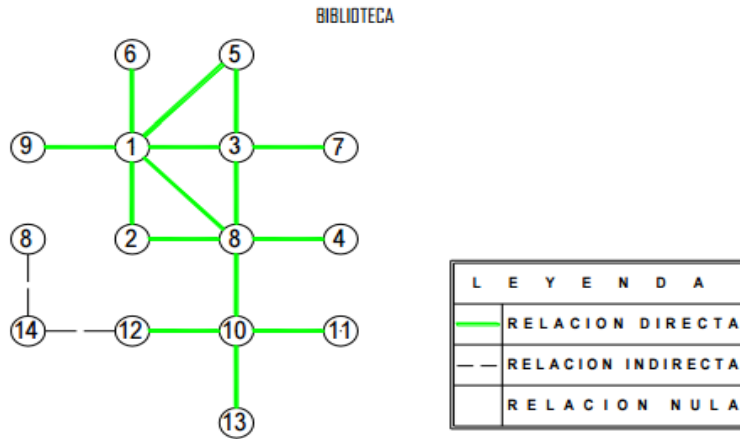 BIBLIOTECA
6 5
9 1 3 7
8 2 8 4
14 12 10 11
13
L E Y E N D A
RELACION DIRECTA
RELACION INDIRECTA
RELACION NULA